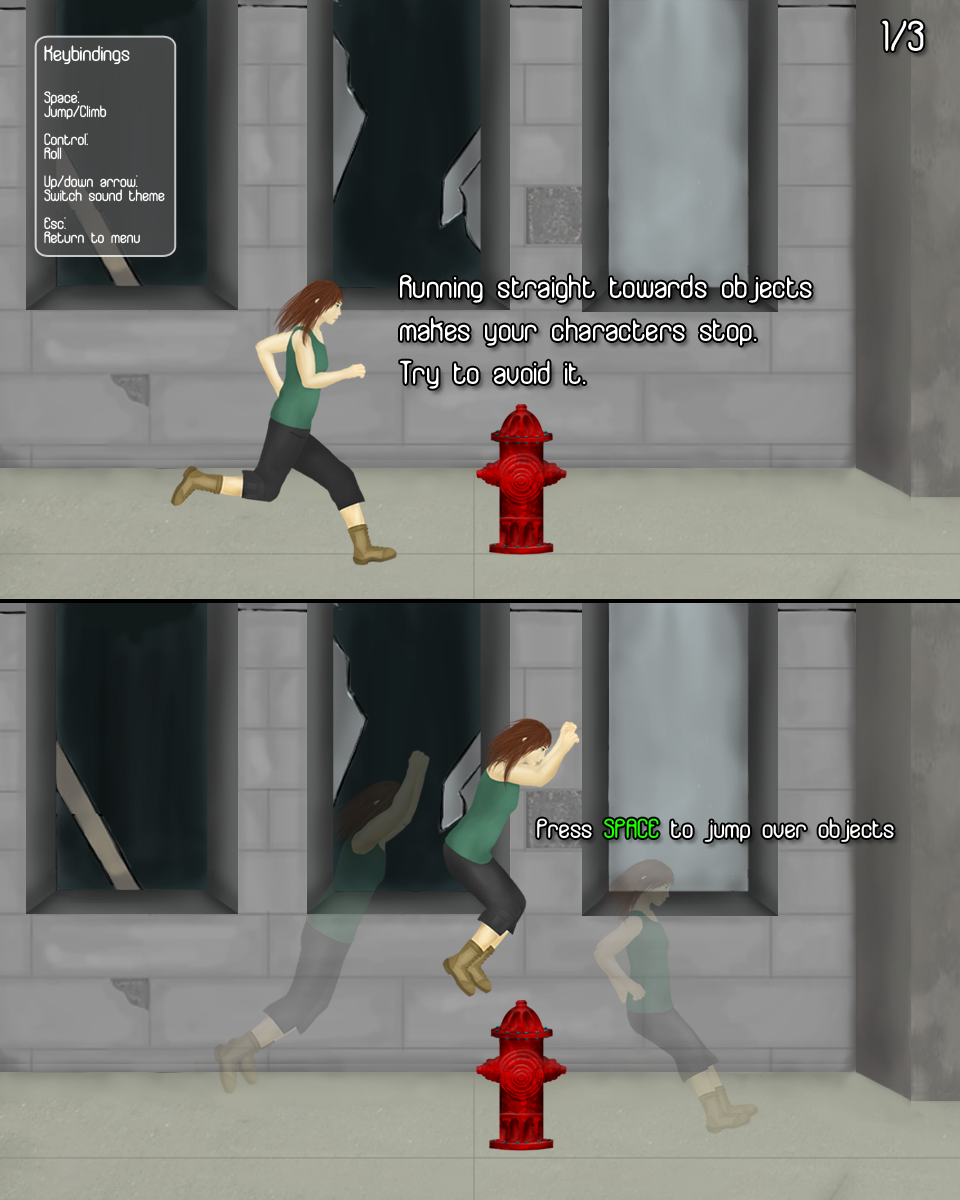 1/3
Keybindings
Space:
Jump/Climb
Control:
Roll
Up/down arrow:
Switch sound theme
Esc:
Return to menu
Running straight towards objects
makes your characters stop.
Try to avoid it.
Press SPACE to jump over objects